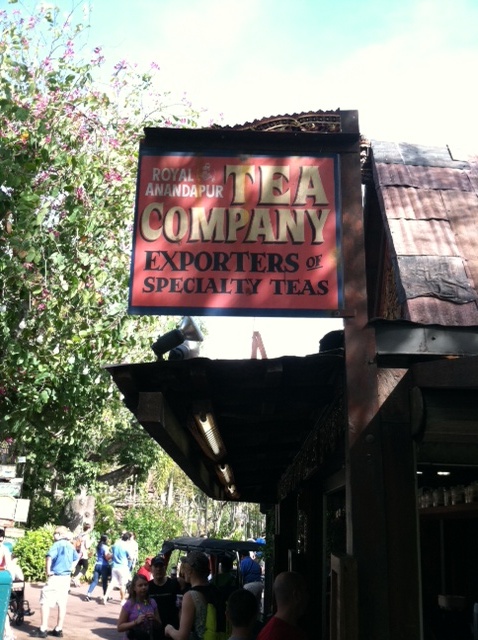 ROYAL
ANANDAPUR
TEA
COMPANY
EXPORTERS OF
SPECIALTY TEAS